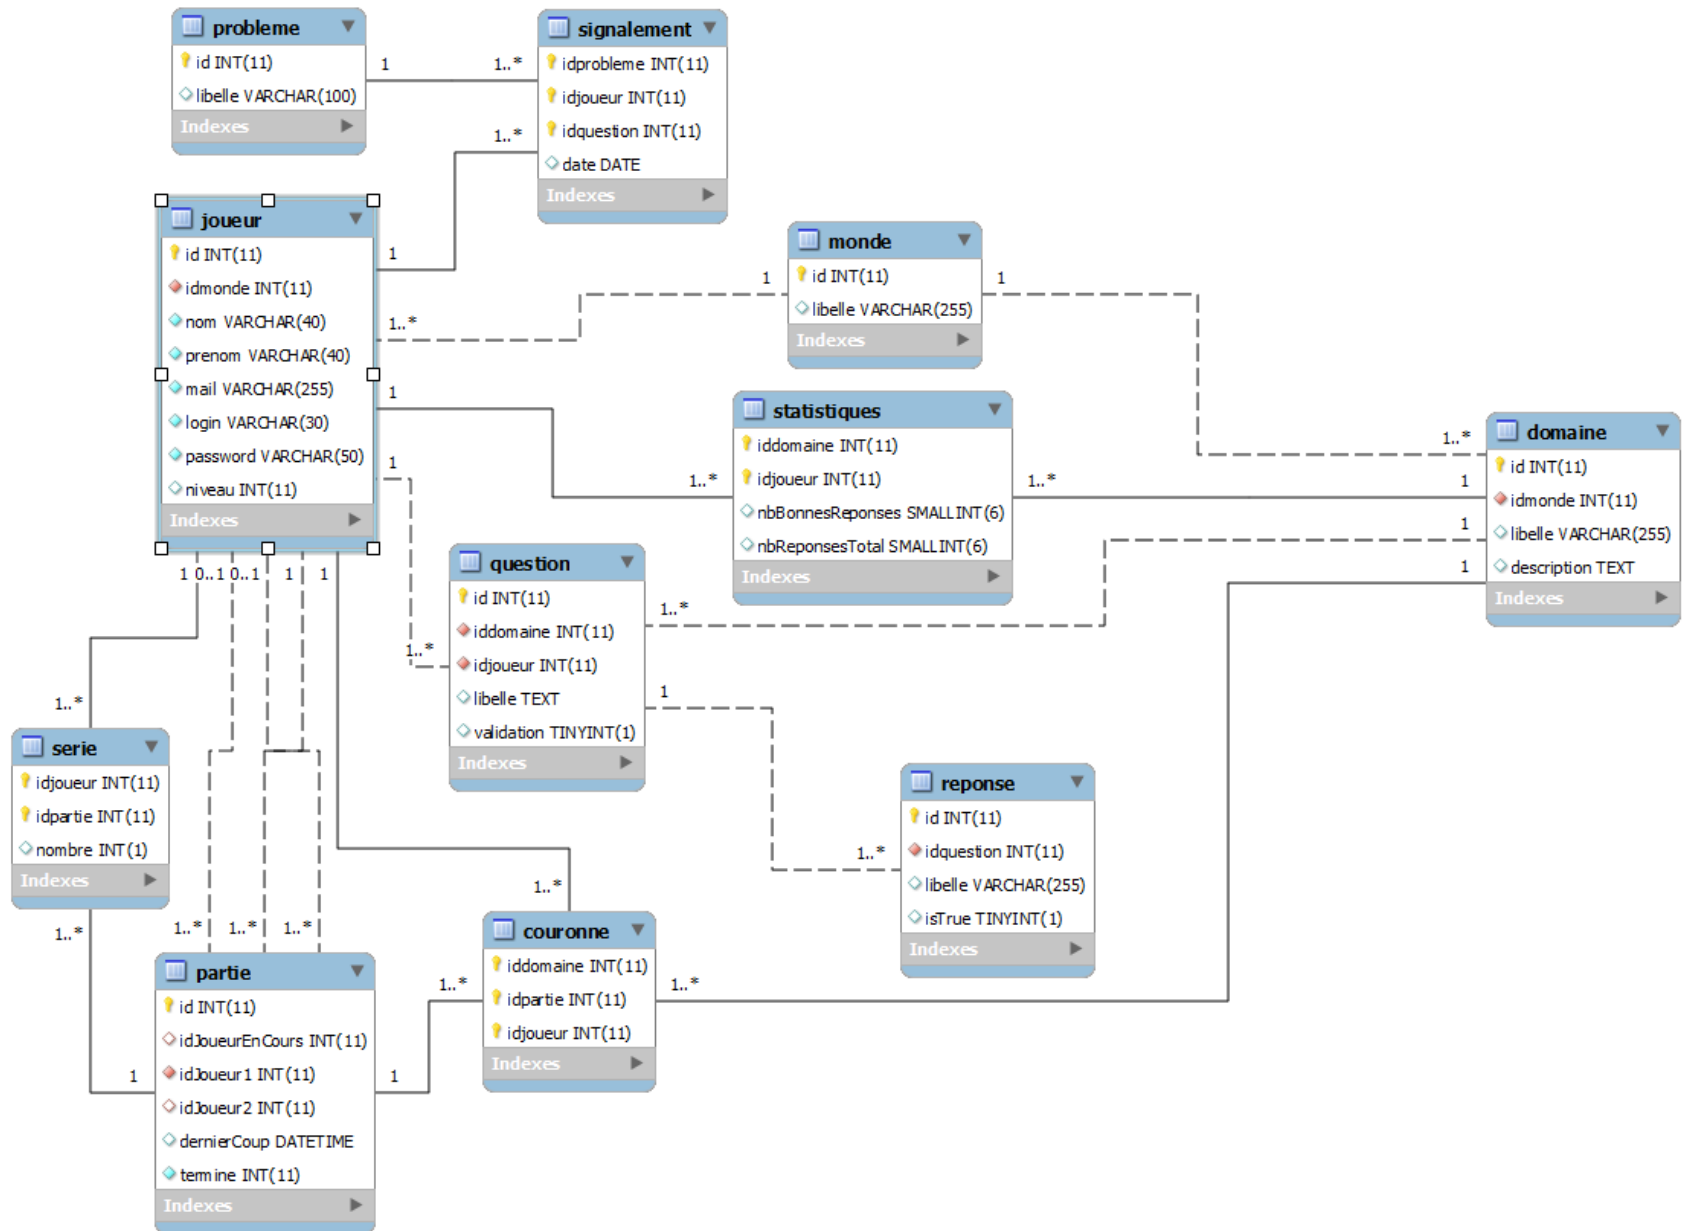 probleme
id INT(11)
libelle VARCHAR(100)
Indexes
1
1..*
signalement
idprobleme INT(11)
idjoueur INT(11)
idquestion INT(11)
date DATE
Indexes
1..*
joueur
id INT(11)
idmonde INT(11)
nom VARCHAR(40)
prenom VARCHAR(40)
mail VARCHAR(255)
login VARCHAR(30)
password VARCHAR(50)
niveau INT(11)
Indexes
1
1..*
1
1
1 0..1 0..1 1 1
monde
id INT(11)
libelle VARCHAR(255)
Indexes
1
1
statistiques
iddomaine INT(11)
idjoueur INT(11)
nbBonnesReponses SMALLINT(6)
nbReponsesTotal SMALLINT(6)
Indexes
1..*
1..*
domaine
id INT(11)
idmonde INT(11)
libelle VARCHAR(255)
description TEXT
Indexes
1..*
1
1
1
question
id INT(11)
iddomaine INT(11)
idjoueur INT(11)
libelle TEXT
validation TINYINT(1)
Indexes
1..*
1..*
1
serie
idjoueur INT(11)
idpartie INT(11)
nombre INT(1)
Indexes
1..*
1..*
reponse
id INT(11)
idquestion INT(11)
libelle VARCHAR(255)
isTrue TINYINT(1)
Indexes
1..*
couronne
iddomaine INT(11)
idpartie INT(11)
idjoueur INT(11)
Indexes
1..*
1..*
1..*
partie
id INT(11)
idJoueurEnCours INT(11)
idJoueur1 INT(11)
idJoueur2 INT(11)
dernierCoup DATETIME
termine INT(11)
Indexes
1..* 1..* 1..*
1
1